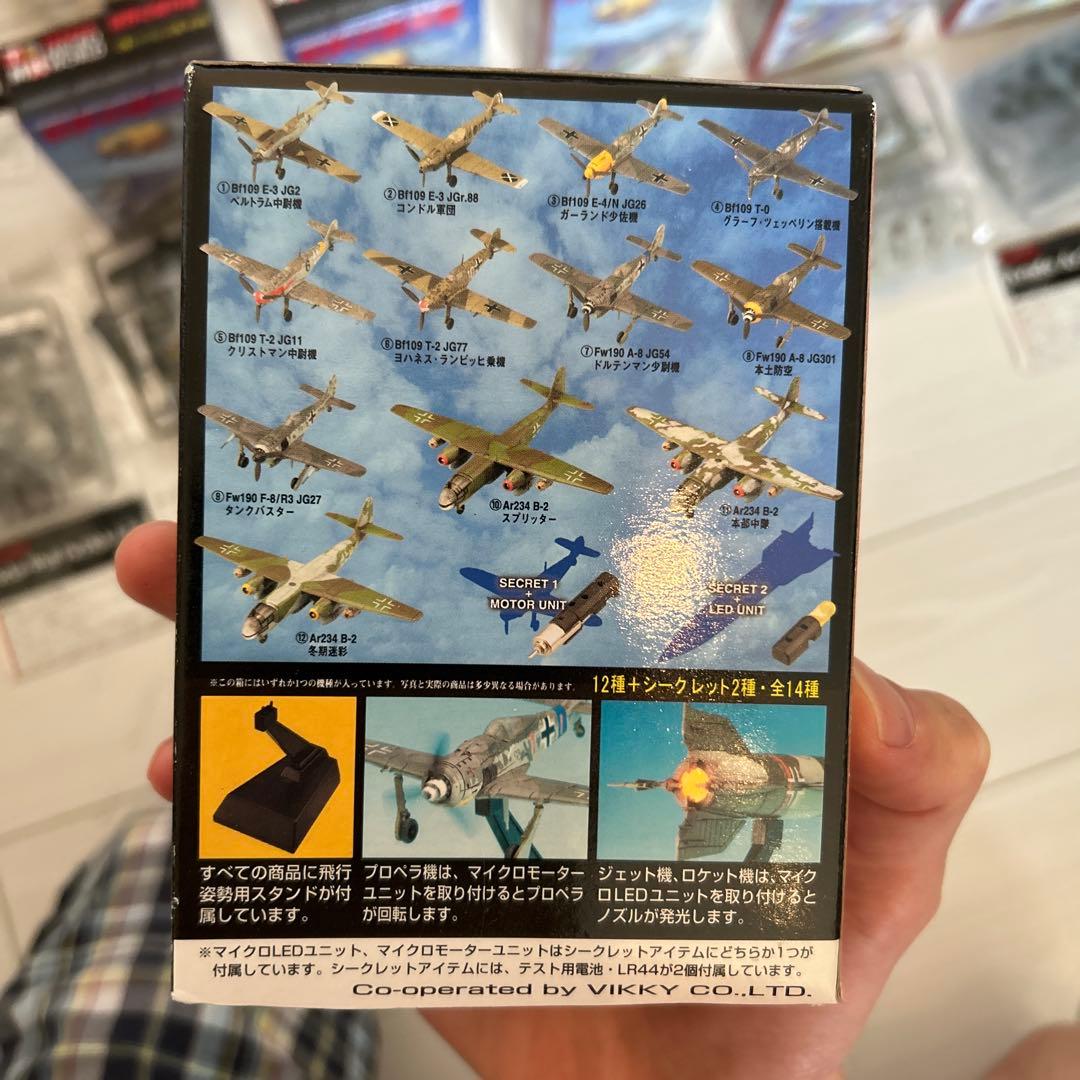 ①Bf109 E-3 JG2
ベルトラム中尉機
②Bf109 E-3 JGr.88
コンドル軍団
③Bf109 E-4/N JG26
ガーランド少佐機
④Bf109 T-0
グラーフ・ツェッペリン搭載機
⑤Bf109 T-2 JG11
クリストマン中尉機
⑥Bf109 T-2 JG77
ヨハネス・ランビッヒ乗機
⑦Fw190 A-8 JG54
ドルテンマン少尉機
⑧Fw190 A-8 JG301
本土防空
⑨Fw190 F-8/R3 JG27
タンクバスター
⑩Ar234 B-2
スプリッター
⑪Ar234 B-2
本部中隊
⑫Ar234 B-2
冬期迷彩
SECRET 1
+
MOTOR UNIT
SECRET 2
+
LED UNIT
※この箱にはいずれか1つの機種が入っています。写真と実際の商品は多少異なる場合があります。
12種+シークレット2種・全14種
すべての商品に飛行
姿勢用スタンドが付
属しています。
プロペラ機は、マイクロモーター
ユニットを取り付けるとプロペラ
が回転します。
ジェット機、ロケット機は、マイク
ロLEDユニットを取り付けると
ノズルが発光します。
※マイクロLEDユニット、マイクロモーターユニットはシークレットアイテムにどちらか1つが
付属しています。シークレットアイテムには、テスト用電池・LR44が2個付属しています。
Co-operated by VIKKY CO.,LTD.